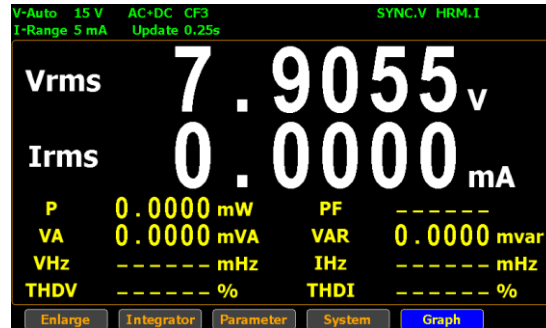 V-Auto 15 V AC+DC CF3 SYNC.V HRM.I
I-Range 5 mA Update 0.25s
Vrms 7.9055 V
Irms 0.0000 mA
P 0.0000 mW PF ------
VA 0.0000 mVA VAR 0.0000 mvar
VHz ------ mHz IHz ------ mHz
THDV ------ % THDI ------ %
Enlarge Integrator Parameter System Graph